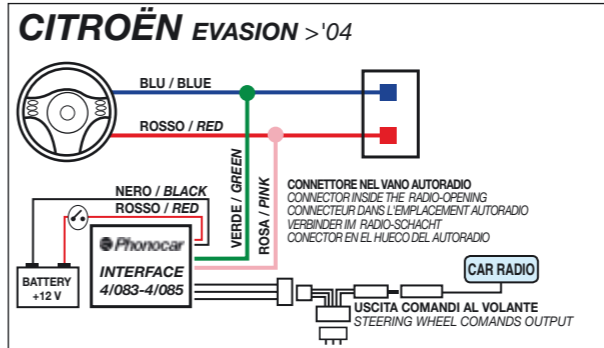 CITROËN EVASION >'04
BLU / BLUE
ROSSO / RED
NERO / BLACK
ROSSO / RED
VERDE / GREEN
ROSA / PINK
CONNETTORE NEL VANO AUTORADIO
CONNECTOR INSIDE THE RADIO-OPENING
CONNECTEUR DANS L'EMPLACEMENT AUTORADIO
VERBINDER IM RADIO-SCHACHT
CONECTOR EN EL HUECO DEL AUTORADIO
Phonocar
INTERFACE
4/083-4/085
BATTERY
+12 V
CAR RADIO
USCITA COMANDI AL VOLANTE
STEERING WHEEL COMANDS OUTPUT